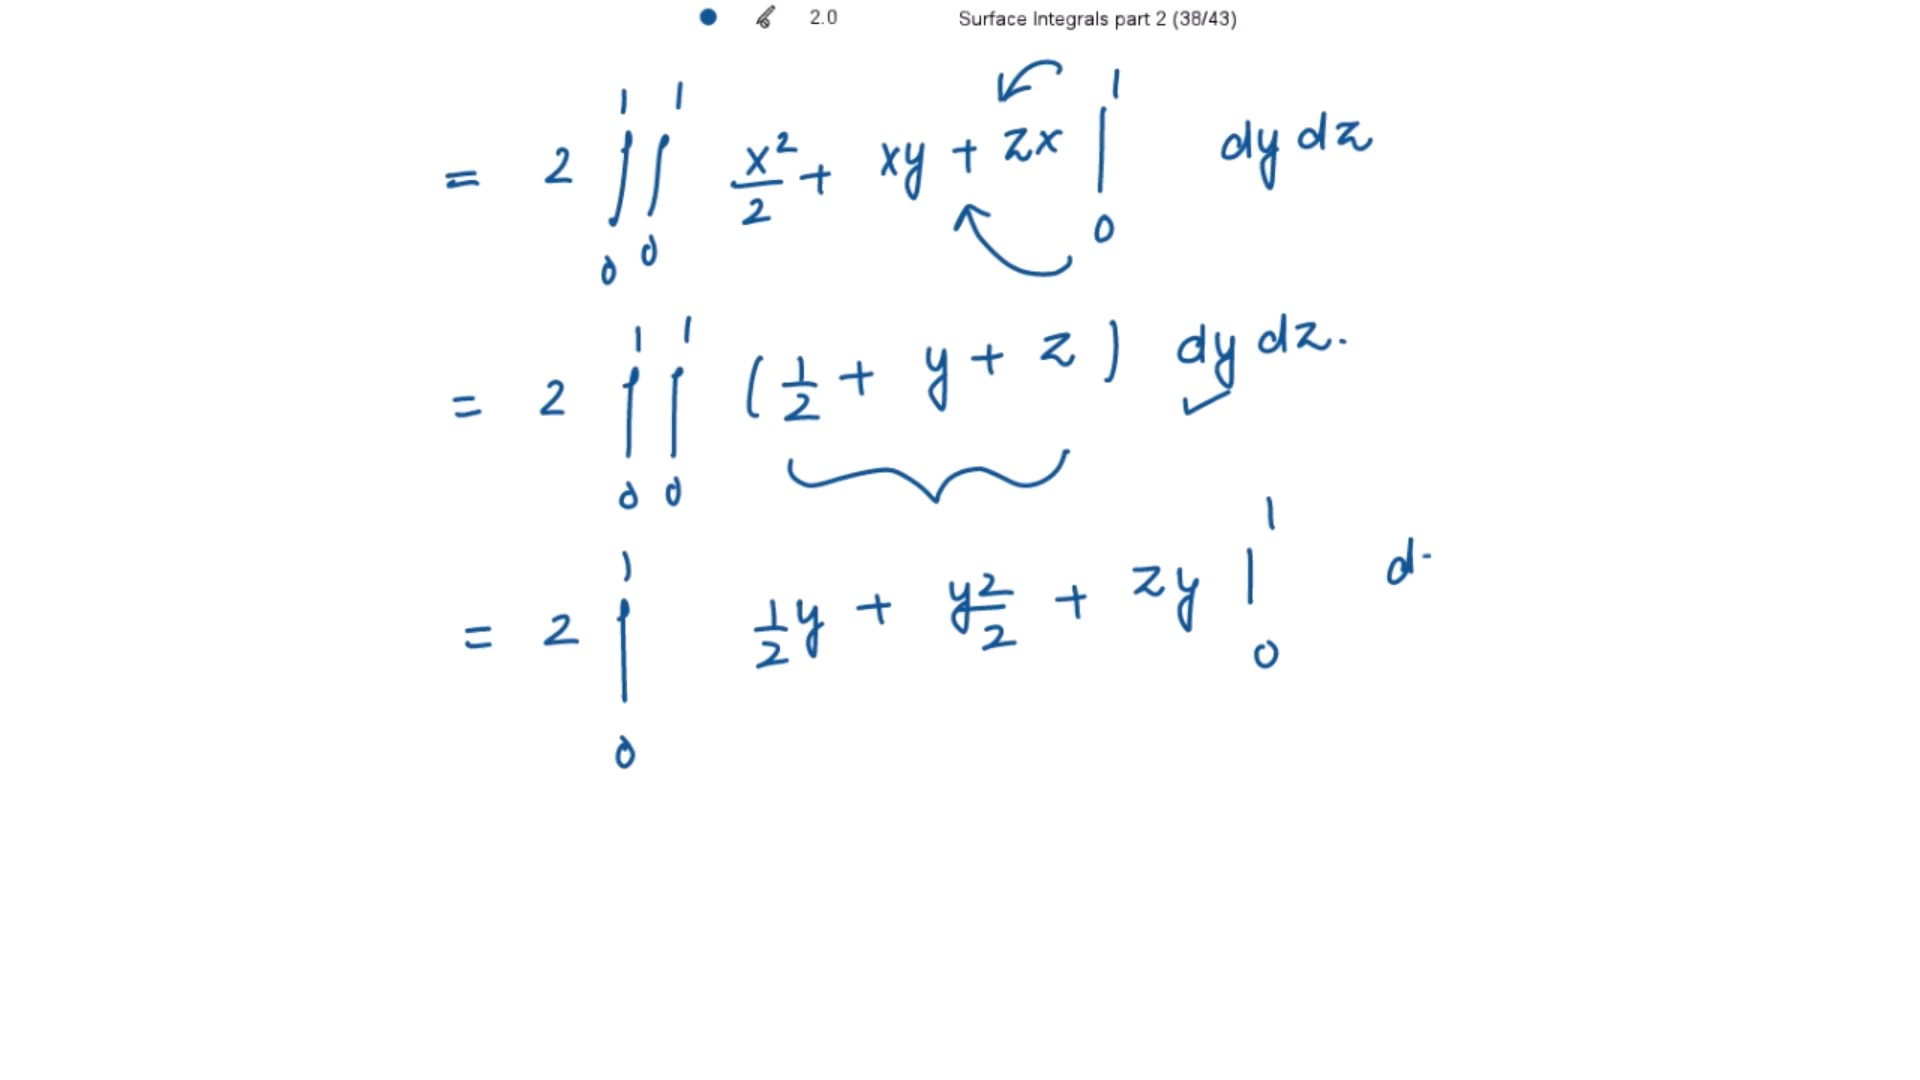 2.0 Surface Integrals part 2 (38/43)
= 2 ∫₀¹ ∫₀¹ x²/2 + xy + zx |₀¹ dy dz
= 2 ∫₀¹ ∫₀¹ (1/2 + y + z) dy dz.
= 2 ∫₀¹ 1/2 y + y²/2 + zy |₀¹ d